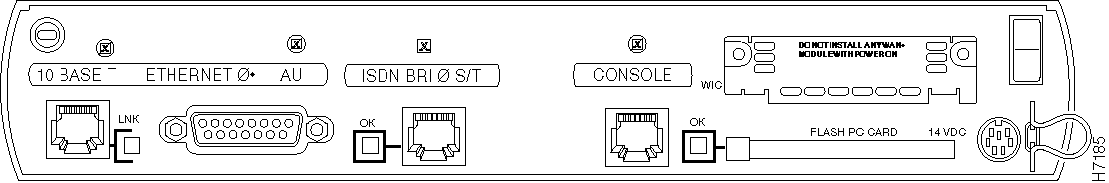 DO NOT INSTALL ANY WAN-
MODULE WITH POWER ON
10 BASE T ETHERNET Ø• AU
ISDN BRI Ø S/T
CONSOLE
WIC
LNK
OK
OK
FLASH PC CARD
14 VDC
H7185